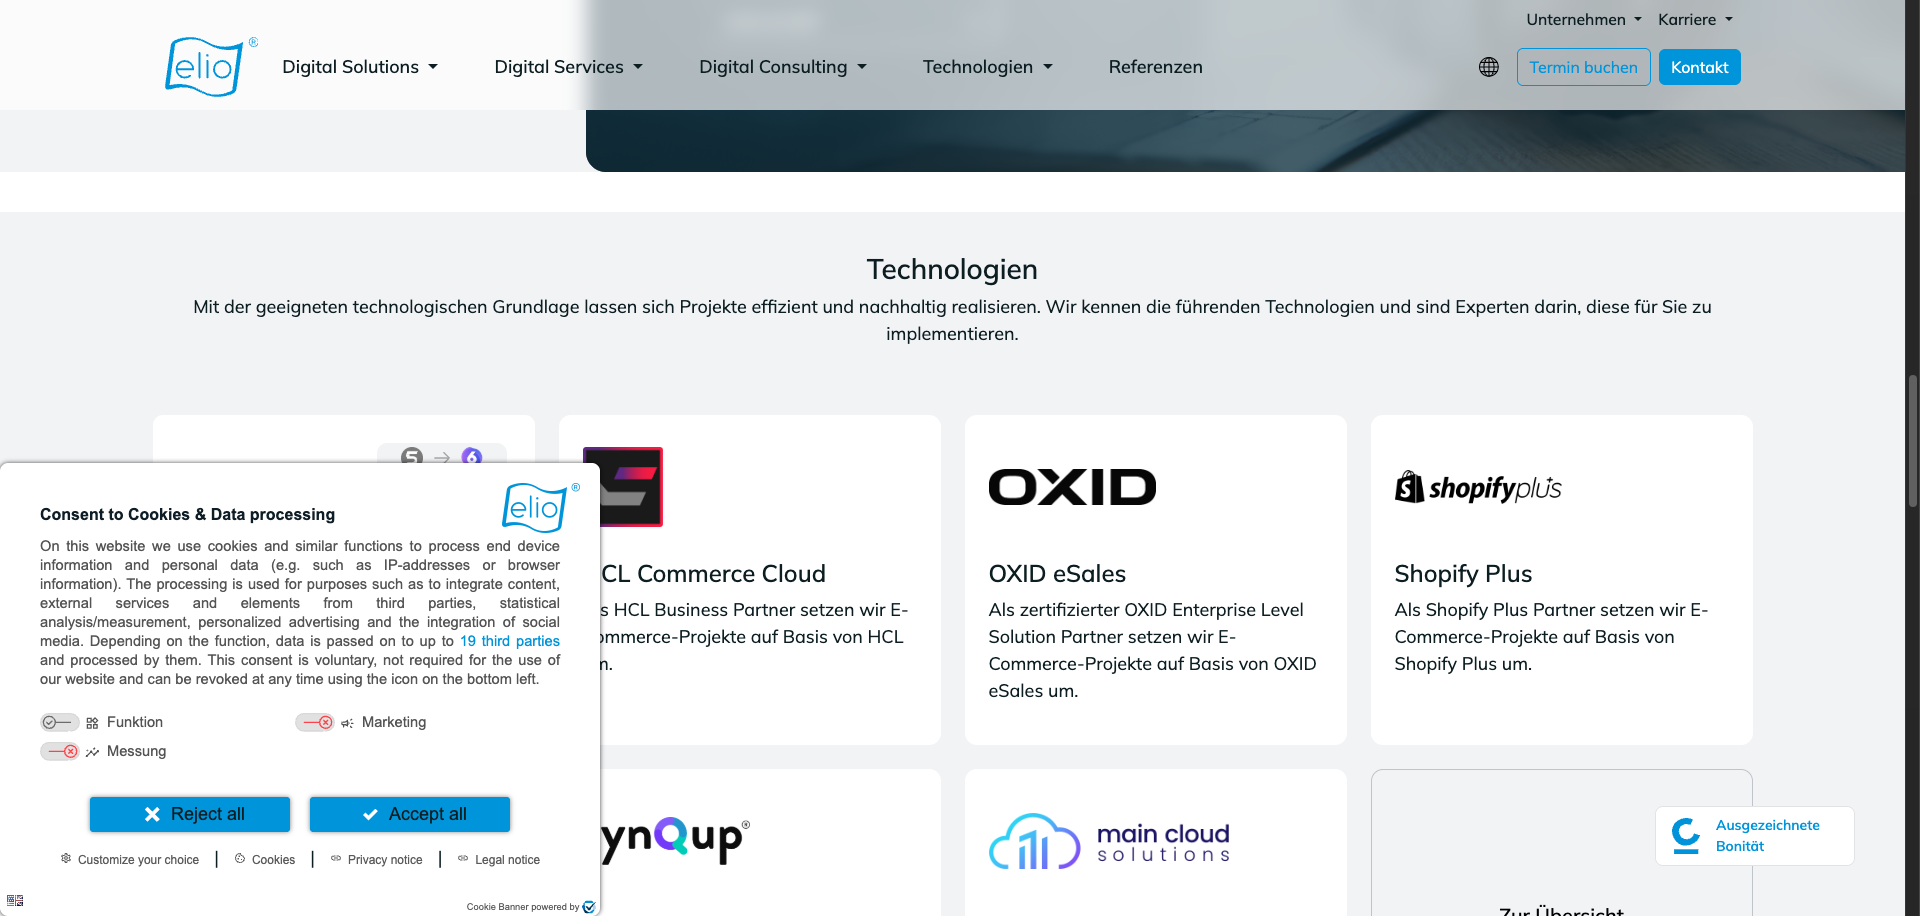 Unternehmen
Karriere
elio ®
Digital Solutions
Digital Services
Digital Consulting
Technologien
Referenzen
Termin buchen
Kontakt
Technologien
Mit der geeigneten technologischen Grundlage lassen sich Projekte effizient und nachhaltig realisieren. Wir kennen die führenden Technologien und sind Experten darin, diese für Sie zu
implementieren.
5 → 6
CL Commerce Cloud
s HCL Business Partner setzen wir E-
ommerce-Projekte auf Basis von HCL
m.
OXID
OXID eSales
Als zertifizierter OXID Enterprise Level
Solution Partner setzen wir E-
Commerce-Projekte auf Basis von OXID
eSales um.
shopify plus
Shopify Plus
Als Shopify Plus Partner setzen wir E-
Commerce-Projekte auf Basis von
Shopify Plus um.
ynQup®
main cloud
solutions
Zur Übersicht
Ausgezeichnete
Bonität
elio ®
Consent to Cookies & Data processing
On this website we use cookies and similar functions to process end device
information and personal data (e.g. such as IP-addresses or browser
information). The processing is used for purposes such as to integrate content,
external services and elements from third parties, statistical
analysis/measurement, personalized advertising and the integration of social
media. Depending on the function, data is passed on to up to 19 third parties
and processed by them. This consent is voluntary, not required for the use of
our website and can be revoked at any time using the icon on the bottom left.
Funktion
Marketing
Messung
Reject all
Accept all
Customize your choice
Cookies
Privacy notice
Legal notice
Cookie Banner powered by